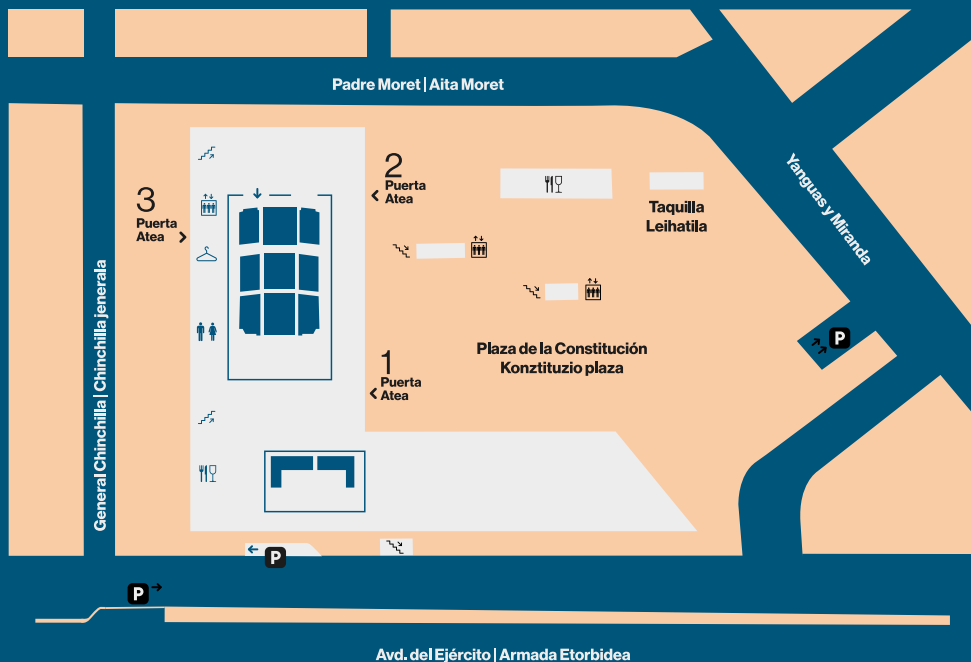 Padre Moret | Aita Moret
Yanguas y Miranda
3
Puerta
Atea
2
Puerta
Atea
Taquilla
Leihatila
General Chinchilla | Chinchilla jenerala
Plaza de la Constitución
Konztituzio plaza
P
1
Puerta
Atea
P
P
Avd. del Ejército | Armada Etorbidea